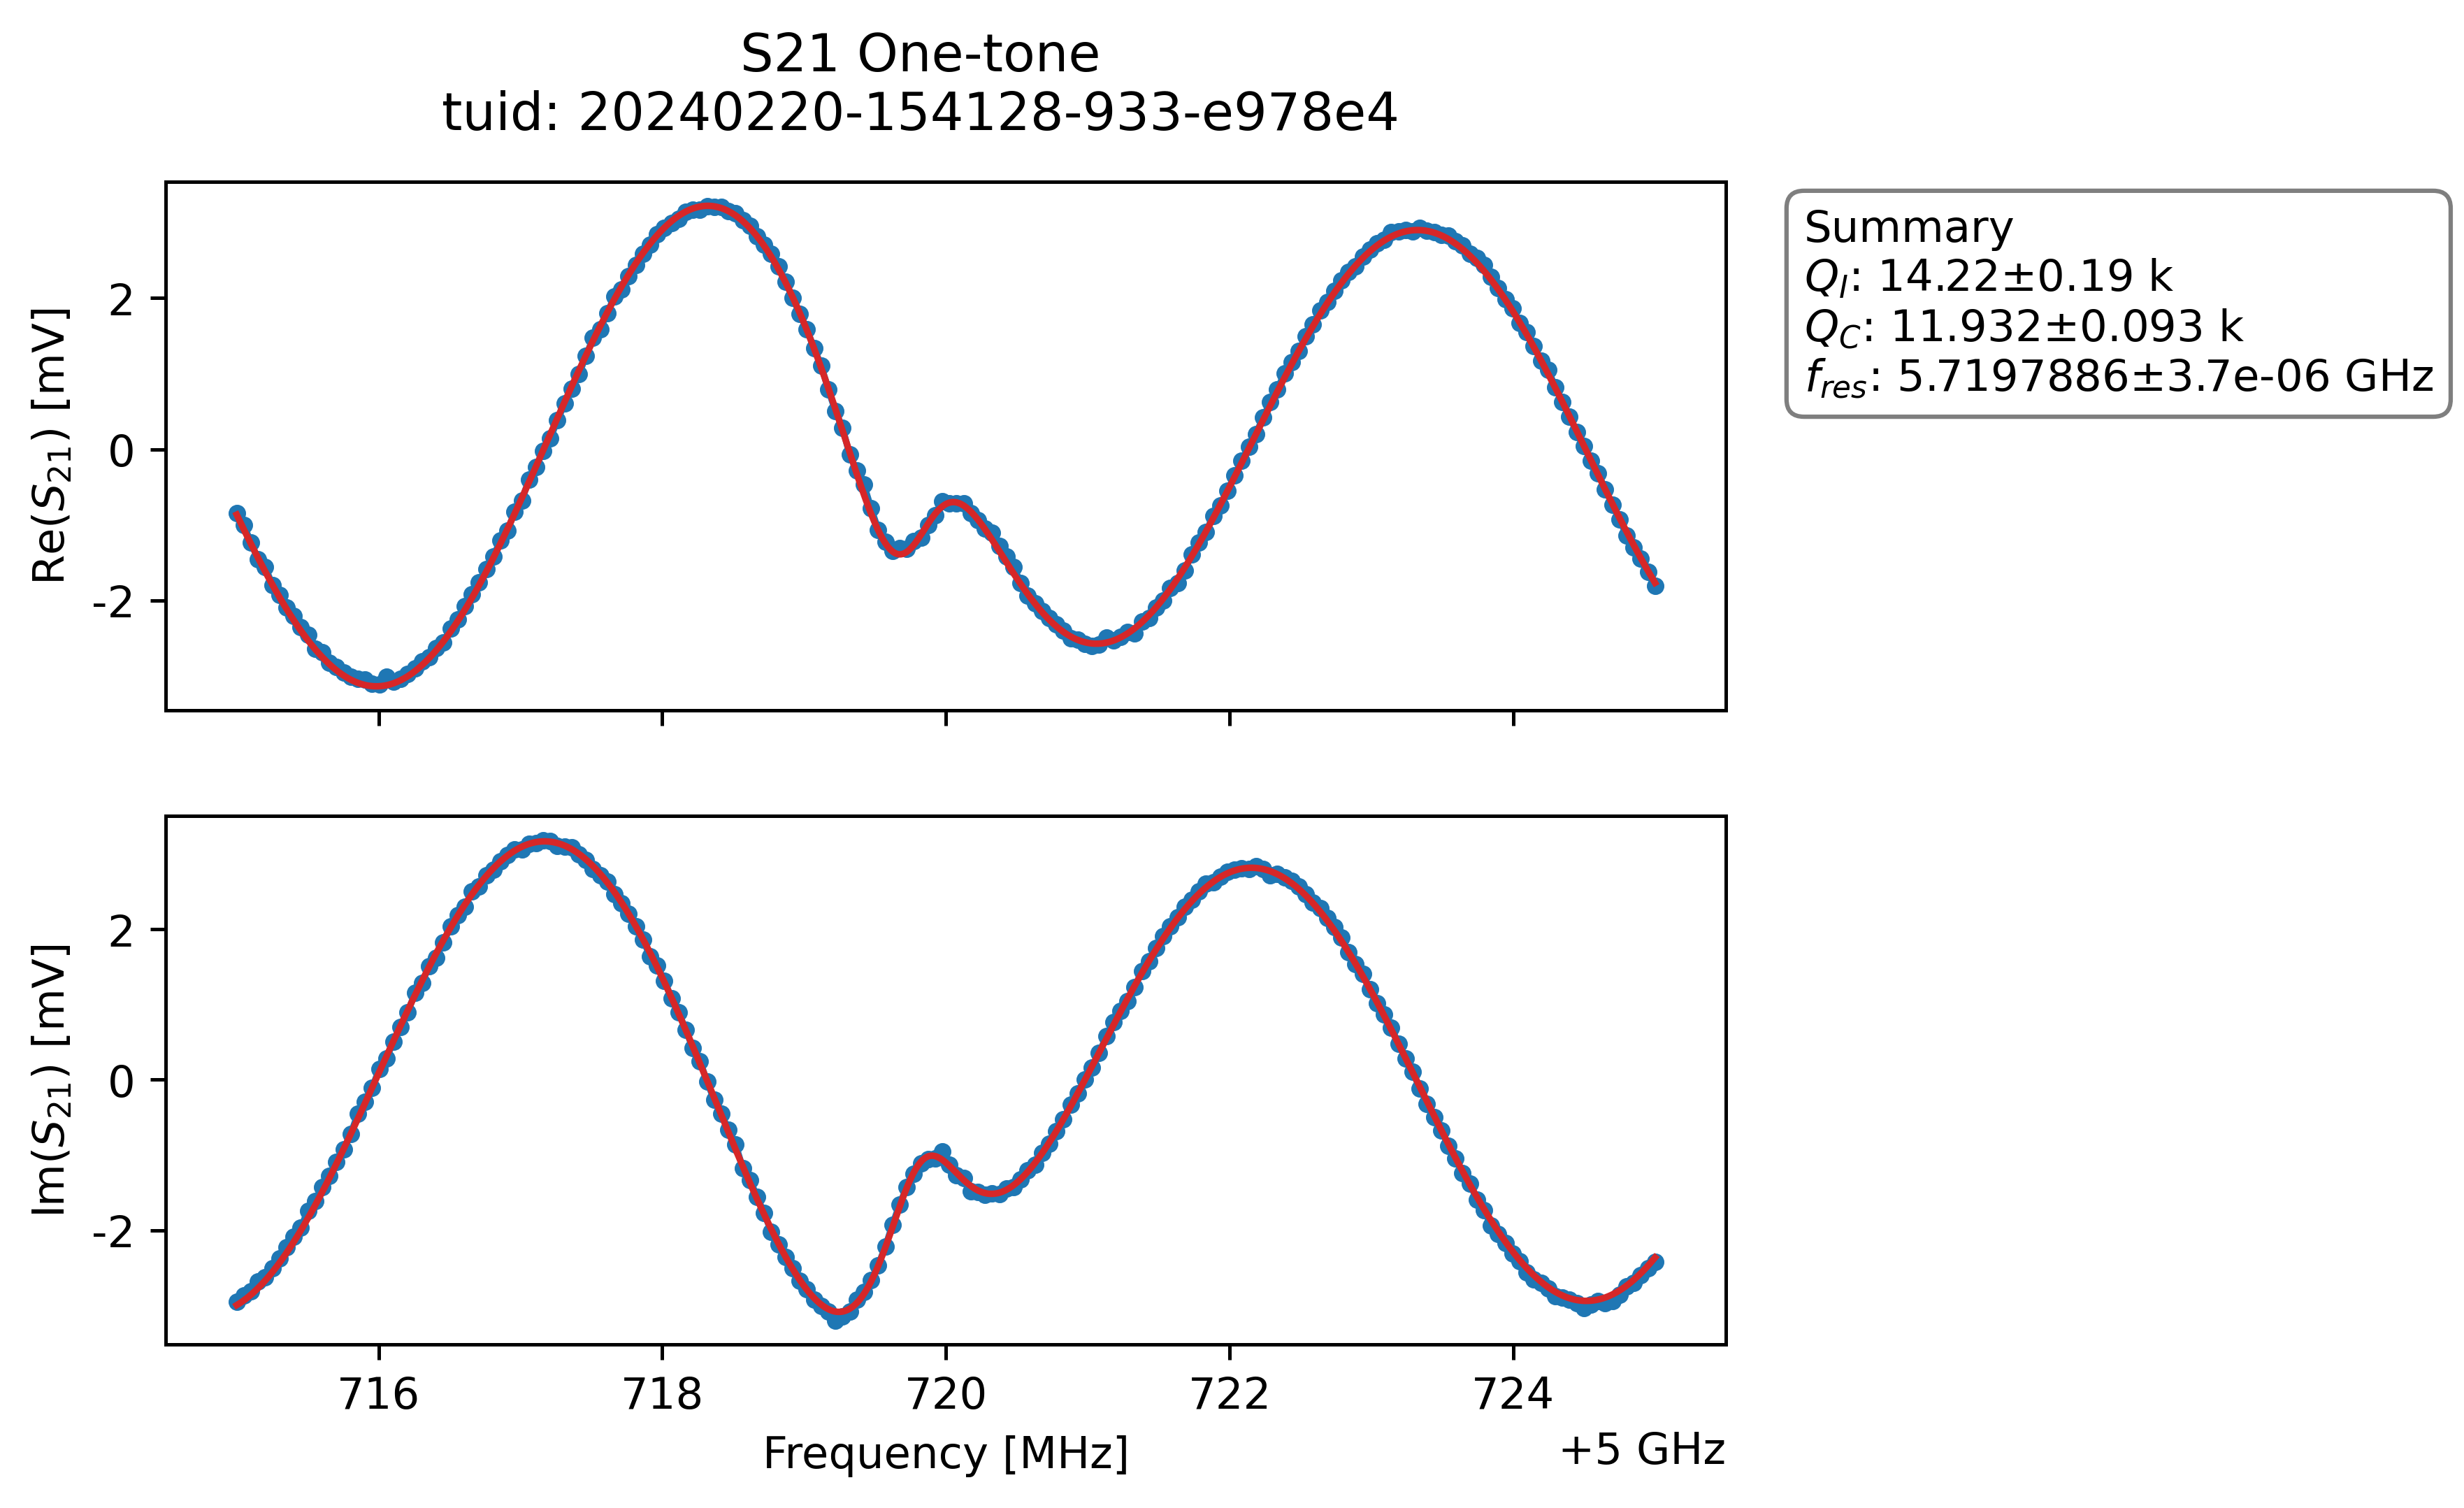 S21 One-tone
tuid: 20240220-154128-933-e978e4
Re(S₂₁) [mV]
2
0
-2
Summary
Q_I: 14.22±0.19 k
Q_C: 11.932±0.093 k
f_res: 5.7197886±3.7e-06 GHz
Im(S₂₁) [mV]
2
0
-2
716 718 720 722 724
Frequency [MHz]
+5 GHz